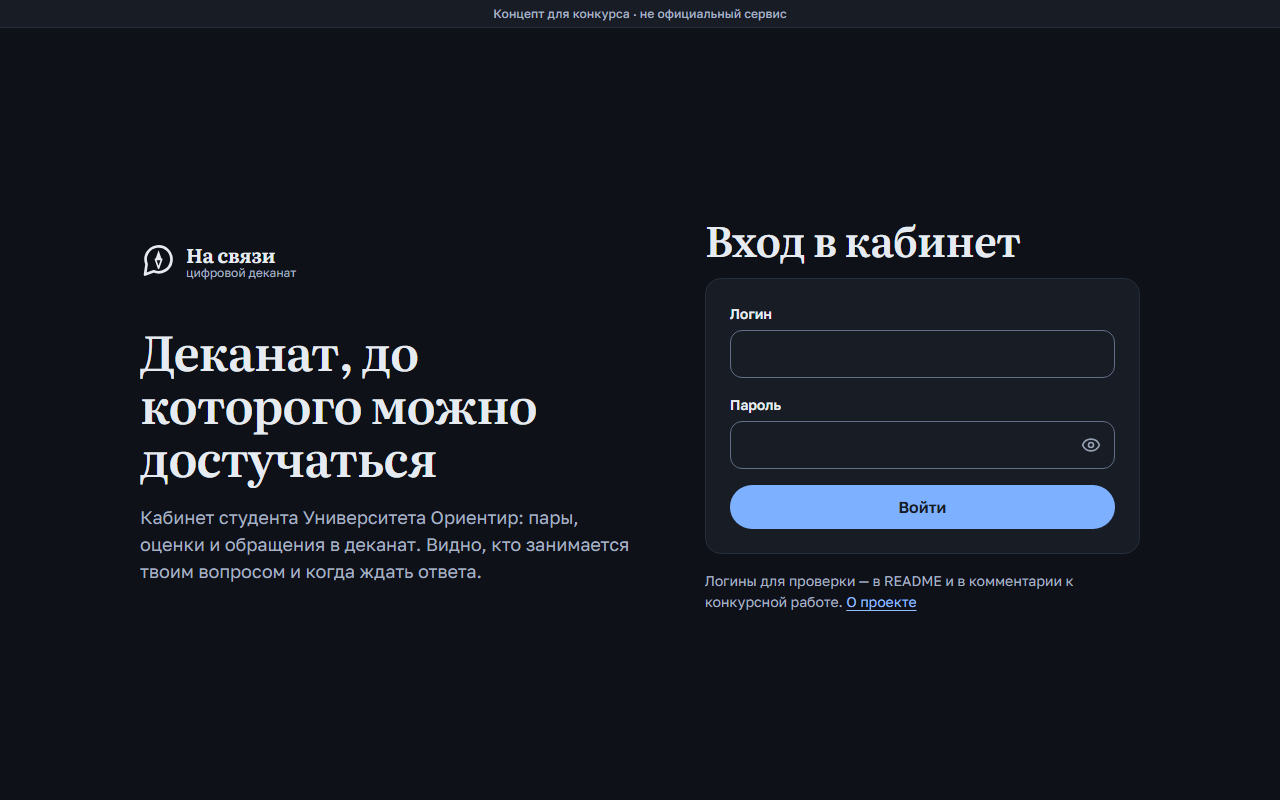 Концепт для конкурса · не официальный сервис
На связи
цифровой деканат
Деканат, до
которого можно
достучаться
Кабинет студента Университета Ориентир: пары,
оценки и обращения в деканат. Видно, кто занимается
твоим вопросом и когда ждать ответа.
Вход в кабинет
Логин
Пароль
Войти
Логины для проверки — в README и в комментарии к
конкурсной работе. О проекте